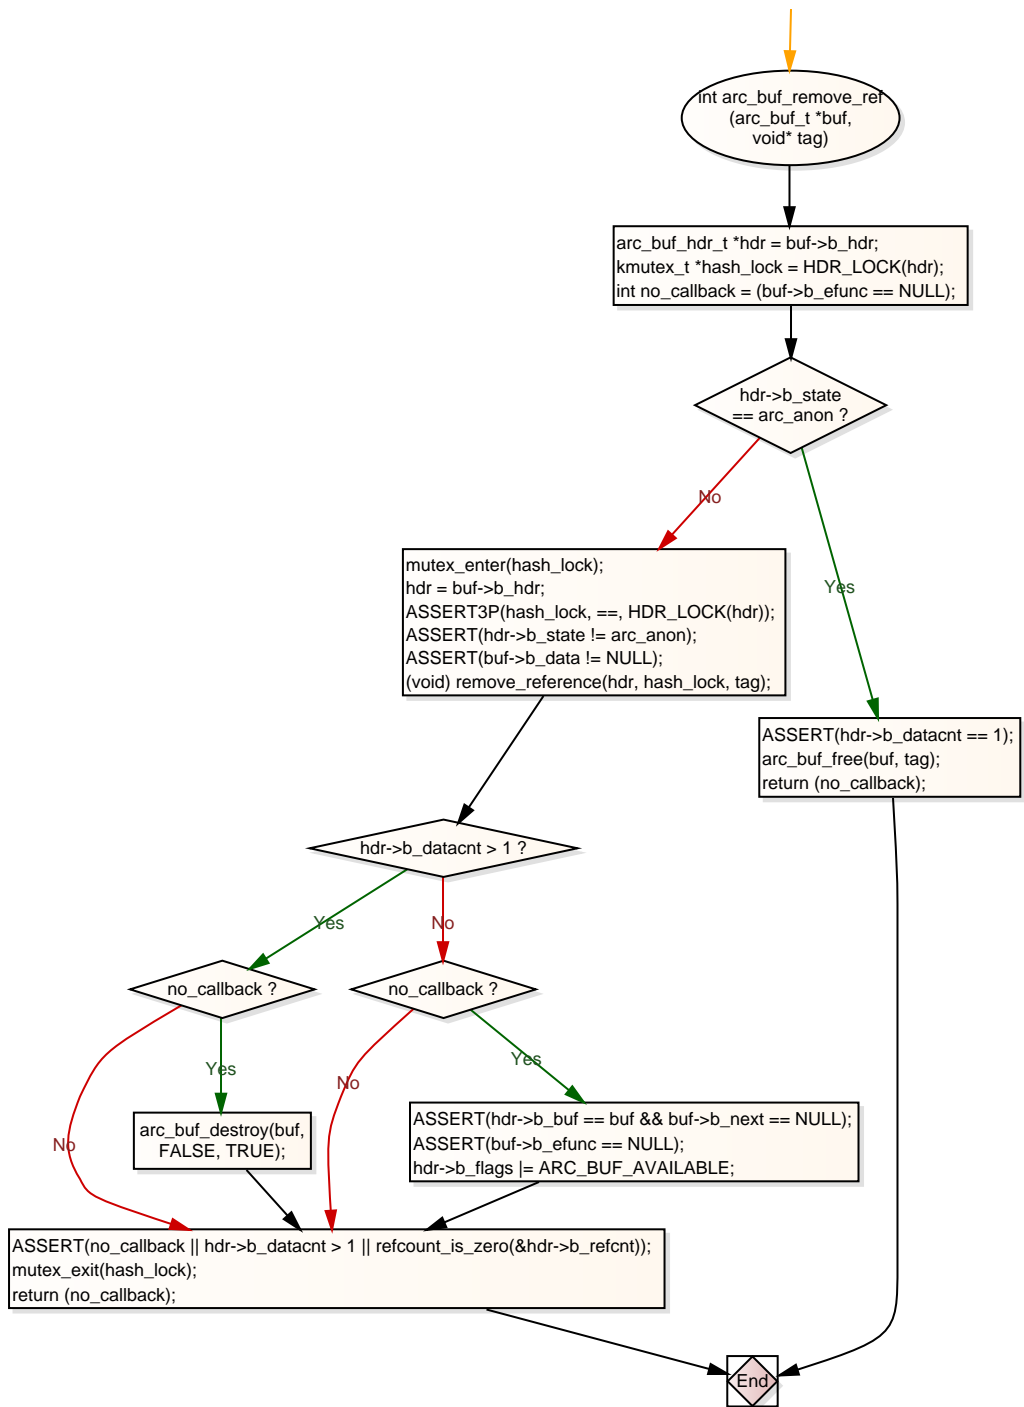 int arc_buf_remove_ref
(arc_buf_t *buf,
void* tag)
arc_buf_hdr_t *hdr = buf->b_hdr;
kmutex_t *hash_lock = HDR_LOCK(hdr);
int no_callback = (buf->b_efunc == NULL);
hdr->b_state
== arc_anon ?
No
Yes
mutex_enter(hash_lock);
hdr = buf->b_hdr;
ASSERT3P(hash_lock, ==, HDR_LOCK(hdr));
ASSERT(hdr->b_state != arc_anon);
ASSERT(buf->b_data != NULL);
(void) remove_reference(hdr, hash_lock, tag);
ASSERT(hdr->b_datacnt == 1);
arc_buf_free(buf, tag);
return (no_callback);
hdr->b_datacnt > 1 ?
Yes
No
no_callback ?
no_callback ?
Yes
No
Yes
No
arc_buf_destroy(buf,
FALSE, TRUE);
ASSERT(hdr->b_buf == buf && buf->b_next == NULL);
ASSERT(buf->b_efunc == NULL);
hdr->b_flags |= ARC_BUF_AVAILABLE;
ASSERT(no_callback || hdr->b_datacnt > 1 || refcount_is_zero(&hdr->b_refcnt));
mutex_exit(hash_lock);
return (no_callback);
End